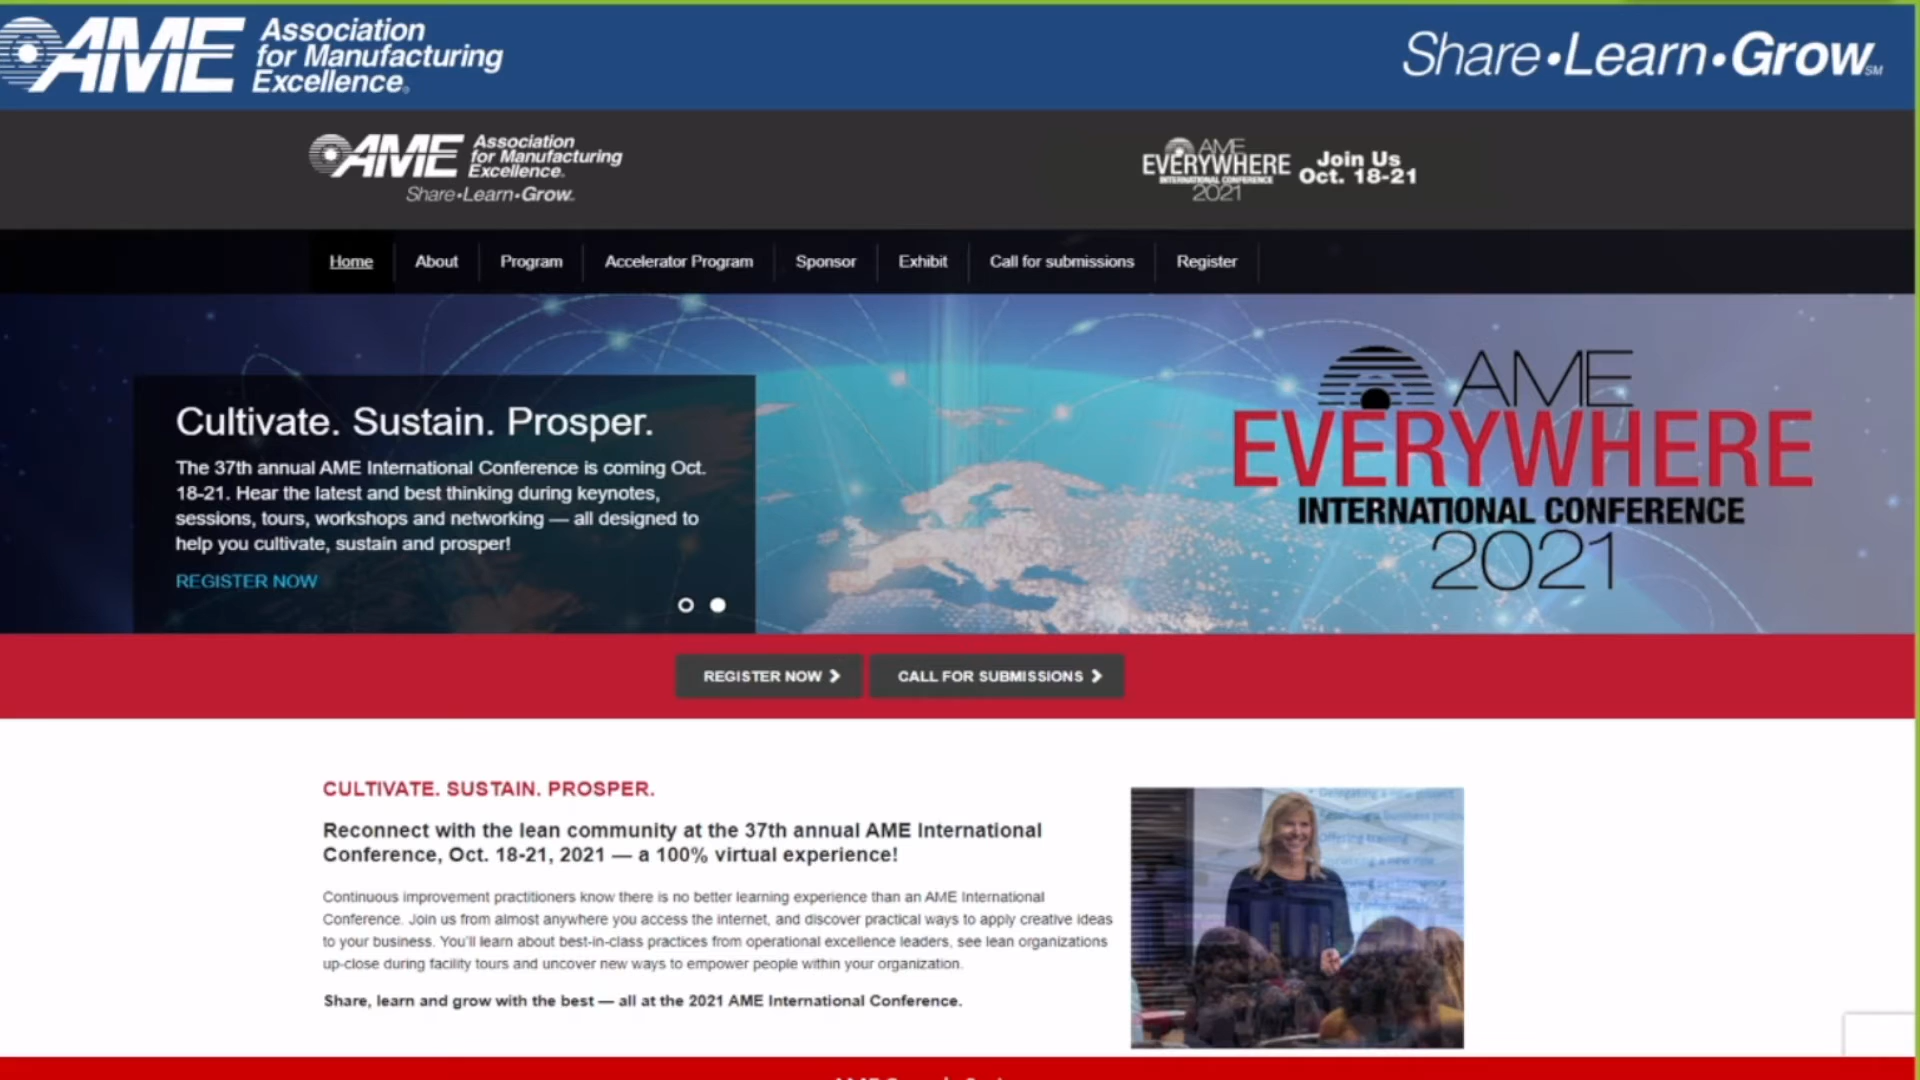 AME Association
for Manufacturing
Excellence®
Share•Learn•Grow℠
AME Association
for Manufacturing
Excellence
Share•Learn•Grow
AME
EVERYWHERE
INTERNATIONAL CONFERENCE
2021
Join Us
Oct. 18-21
Home
About
Program
Accelerator Program
Sponsor
Exhibit
Call for submissions
Register
Cultivate. Sustain. Prosper.
The 37th annual AME International Conference is coming Oct.
18-21. Hear the latest and best thinking during keynotes,
sessions, tours, workshops and networking — all designed to
help you cultivate, sustain and prosper!
REGISTER NOW
AME
EVERYWHERE
INTERNATIONAL CONFERENCE
2021
REGISTER NOW
CALL FOR SUBMISSIONS
CULTIVATE. SUSTAIN. PROSPER.
Reconnect with the lean community at the 37th annual AME International
Conference, Oct. 18-21, 2021 — a 100% virtual experience!
Continuous improvement practitioners know there is no better learning experience than an AME International
Conference. Join us from almost anywhere you access the internet, and discover practical ways to apply creative ideas
to your business. You'll learn about best-in-class practices from operational excellence leaders, see lean organizations
up-close during facility tours and uncover new ways to empower people within your organization.
Share, learn and grow with the best — all at the 2021 AME International Conference.
Delegating a new project
Offering training